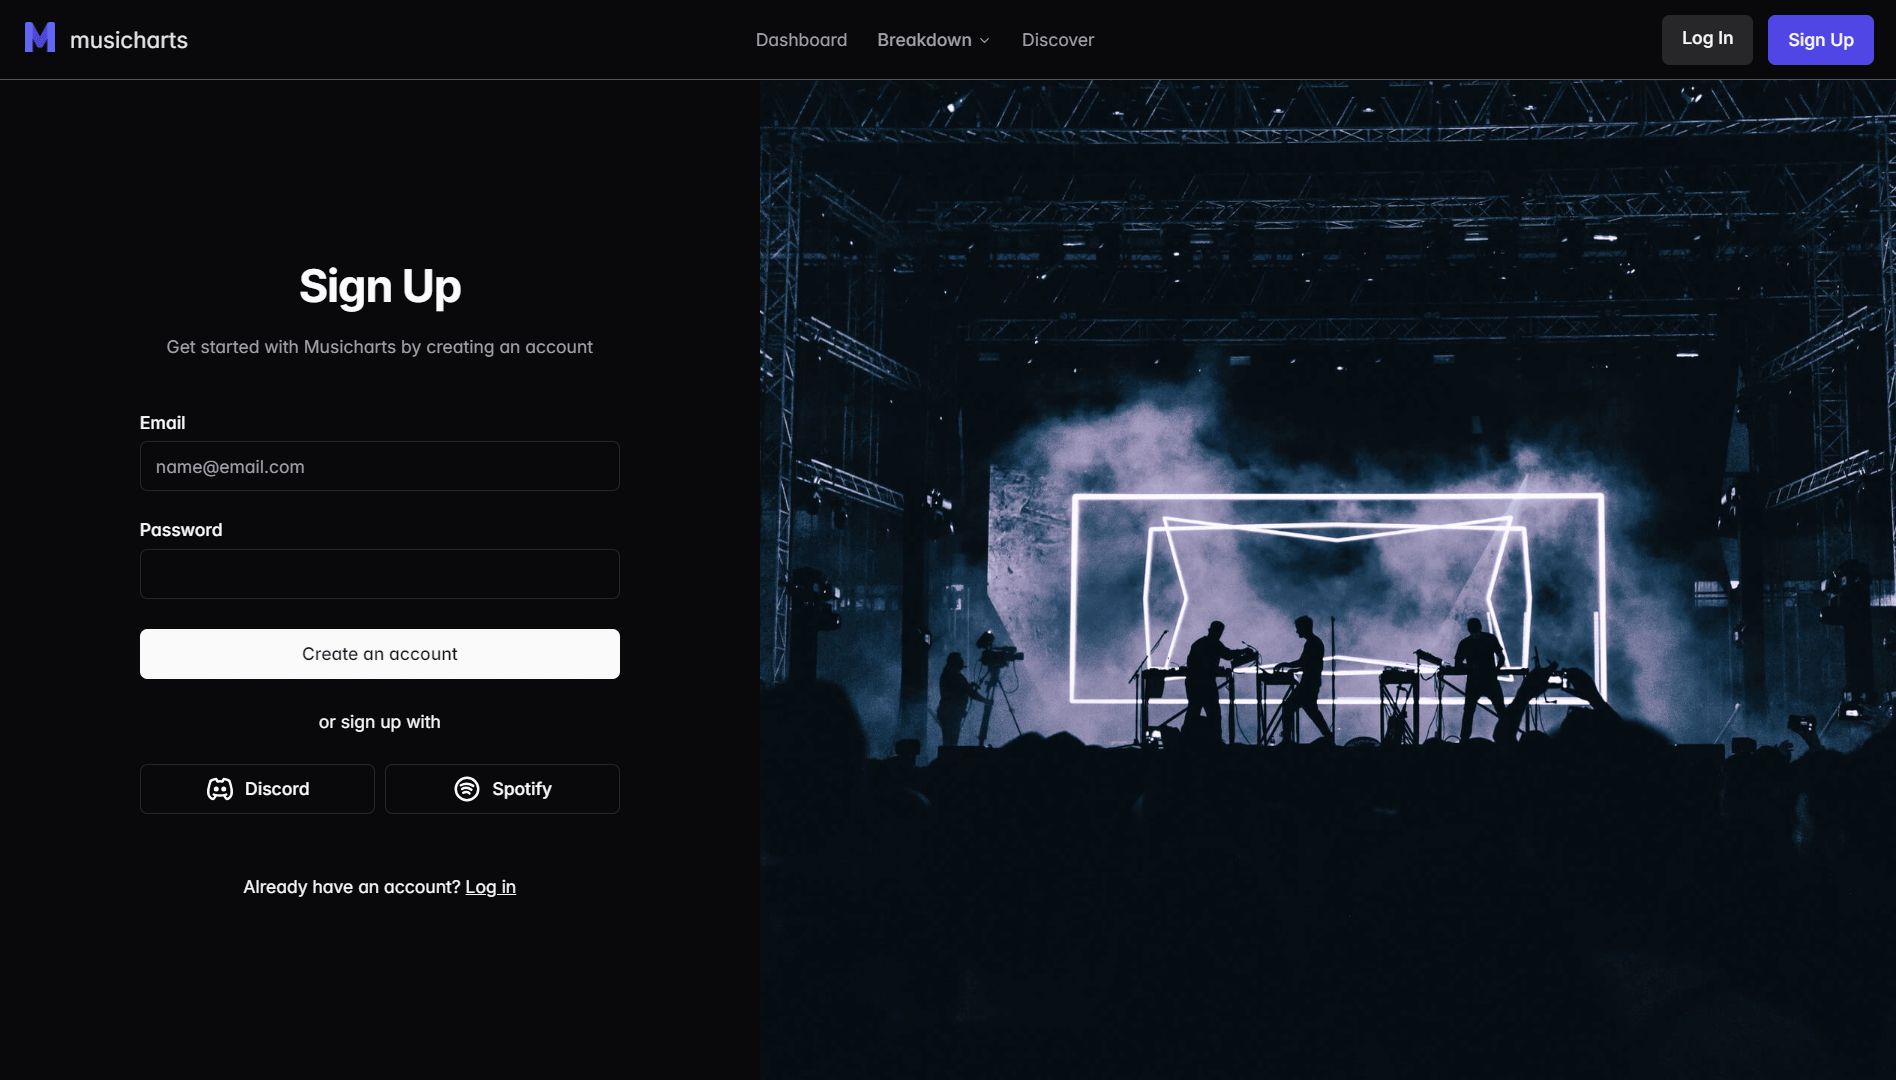 musicharts
Dashboard
Breakdown
Discover
Log In
Sign Up
Sign Up
Get started with Musicharts by creating an account
Email
name@email.com
Password
Create an account
or sign up with
Discord
Spotify
Already have an account? Log in